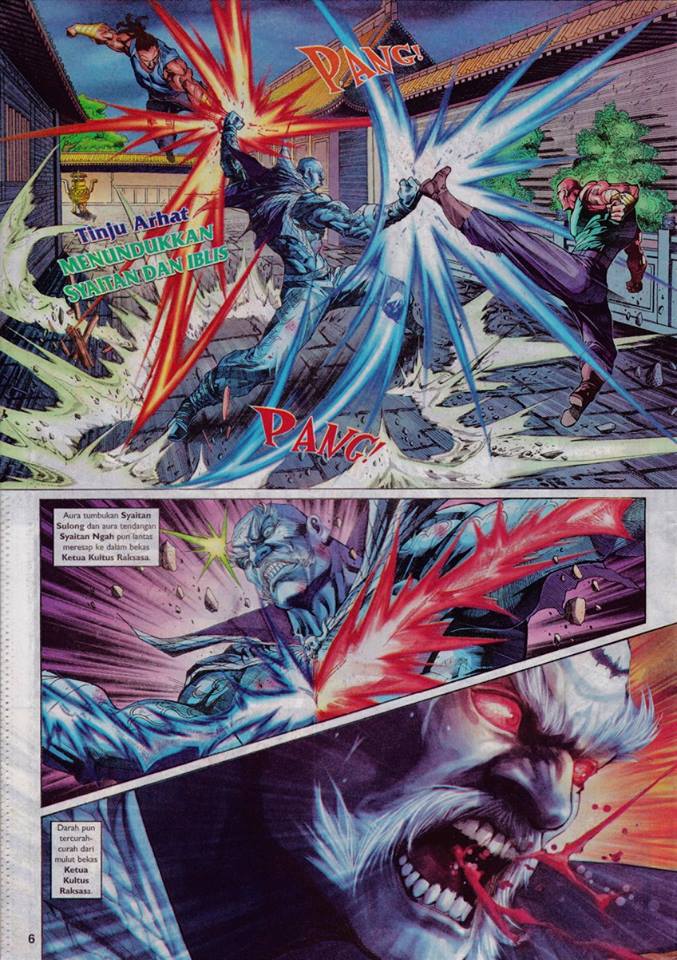 PANG!
Tinju Arhat
MENUNDUKKAN
SYAITAN DAN IBLIS
PANG!
Aura tumbukan Syaitan
Sulong dan aura tendangan
Syaitan Ngah pun lantas
meresap ke dalam bekas
Ketua Kultus Raksasa.
Darah pun
tercurah-
curah dari
mulut bekas
Ketua
Kultus
Raksasa.
6